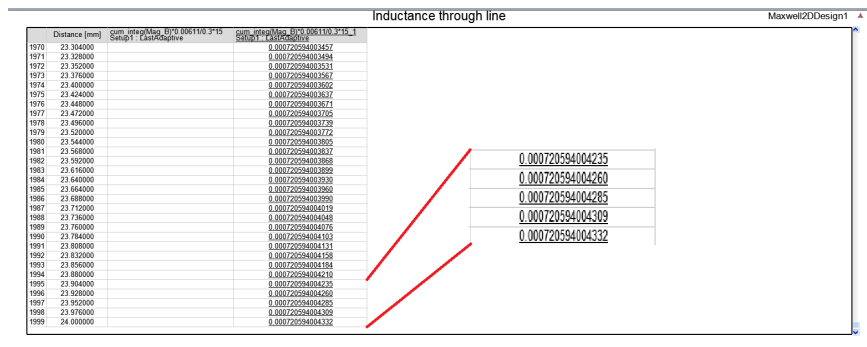 Inductance through line
Maxwell2DDesign1
Distance [mm] cum_integ(Mag_B)*0.00611/0.3*15 cum_integ(Mag_B)*0.00611/0.3*15_1
Setup1 : LastAdaptive Setup1 : LastAdaptive
1970 23.304000 0.000720594003457
1971 23.328000 0.000720594003494
1972 23.352000 0.000720594003531
1973 23.376000 0.000720594003567
1974 23.400000 0.000720594003602
1975 23.424000 0.000720594003637
1976 23.448000 0.000720594003671
1977 23.472000 0.000720594003705
1978 23.496000 0.000720594003739
1979 23.520000 0.000720594003772
1980 23.544000 0.000720594003805
1981 23.568000 0.000720594003837
1982 23.592000 0.000720594003868
1983 23.616000 0.000720594003899
1984 23.640000 0.000720594003930
1985 23.664000 0.000720594003960
1986 23.688000 0.000720594003990
1987 23.712000 0.000720594004019
1988 23.736000 0.000720594004048
1989 23.760000 0.000720594004076
1990 23.784000 0.000720594004103
1991 23.808000 0.000720594004131
1992 23.832000 0.000720594004158
1993 23.856000 0.000720594004184
1994 23.880000 0.000720594004210
1995 23.904000 0.000720594004235
1996 23.928000 0.000720594004260
1997 23.952000 0.000720594004285
1998 23.976000 0.000720594004309
1999 24.000000 0.000720594004332
0.000720594004235
0.000720594004260
0.000720594004285
0.000720594004309
0.000720594004332